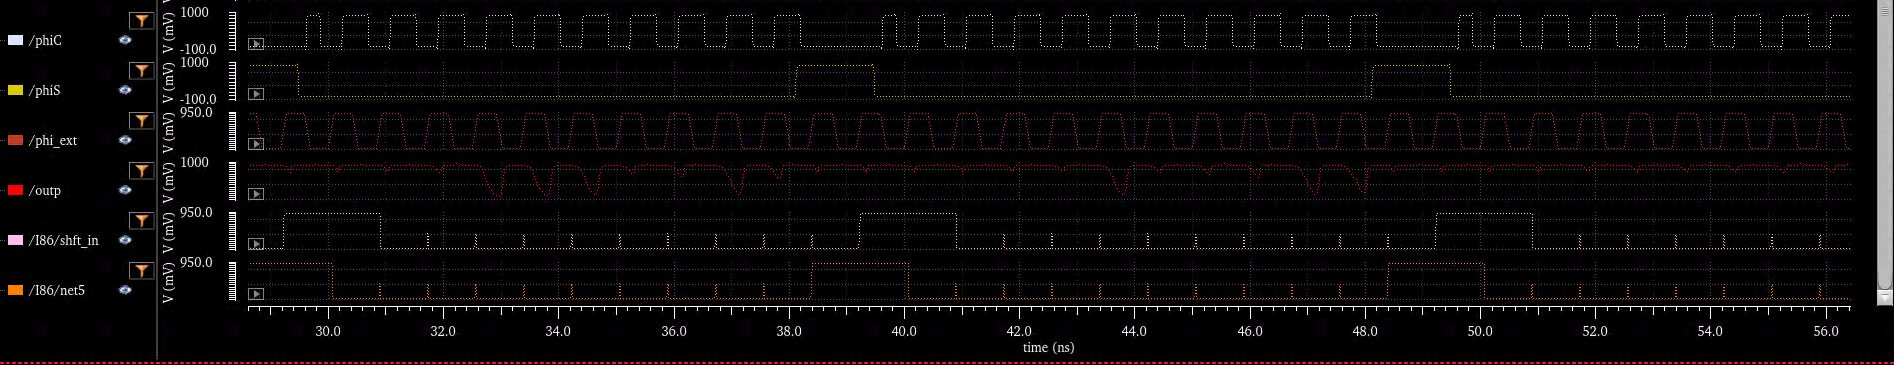 /phiC
V (mV)
1000
-100.0
/phiS
V (mV)
1000
-100.0
/phi_ext
V (mV)
950.0
/outp
V (mV)
1000
/I86/shft_in
V (mV)
950.0
/I86/net5
V (mV)
950.0
30.0 32.0 34.0 36.0 38.0 40.0 42.0 44.0 46.0 48.0 50.0 52.0 54.0 56.0
time (ns)